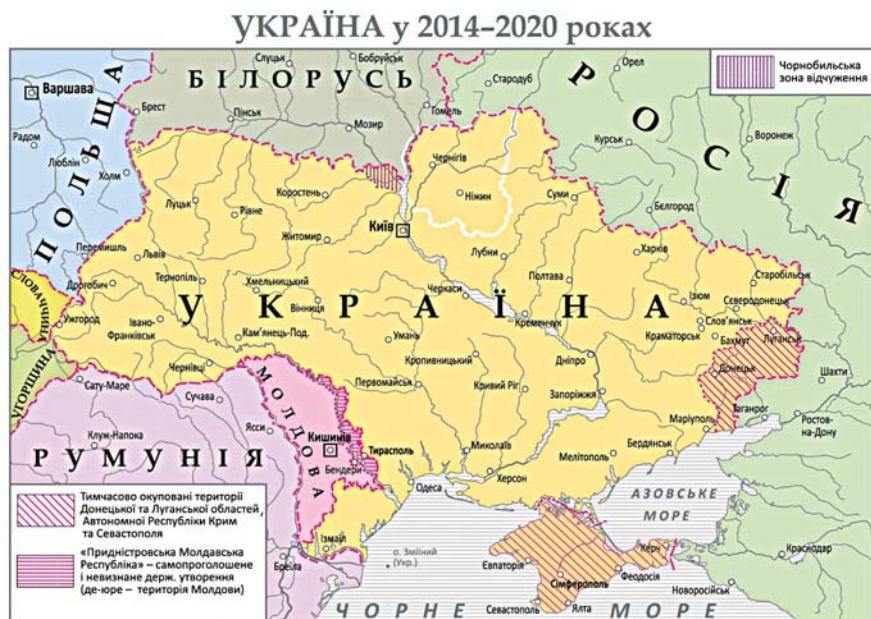 УКРАЇНА у 2014–2020 роках
Чорнобильська
зона відчуження
ПОЛЬЩА
БІЛОРУСЬ
РОСІЯ
Варшава
Радом
Люблін
Холм
Перемишль
Брест
Слуцьк
Бобруйськ
Пінськ
Мозир
Гомель
Стародуб
Орел
Курськ
Воронеж
Бєлгород
Чернігів
Ніжин
Суми
Коростень
Луцьк
Рівне
Київ
Житомир
Лубни
Харків
Львів
Дрогобич
Тернопіль
Хмельницький
Вінниця
Черкаси
Полтава
Старобільськ
Ізюм
Сєверодонецьк
Слов'янськ
Краматорськ
Бахмут
Луганськ
СЛОВАЧЧИНА
УКРАЇНА
Ужгород
Івано-
Франківськ
Кам'янець-Под.
Умань
Кременчук
УГОРЩИНА
Чернівці
Кропивницький
Дніпро
Донецьк
Шахти
Сату-Маре
Сучава
МОЛДОВА
Первомайськ
Кривий Ріг
Запоріжжя
Таганрог
Ростов-
на-Дону
Маріуполь
Клуж-Напока
Ясси
Кишинів
Тирасполь
Бендери
Миколаїв
Мелітополь
Бердянськ
РУМУНІЯ
Херсон
Одеса
АЗОВСЬКЕ
МОРЕ
Тимчасово окуповані території
Донецької та Луганської областей,
Автономної Республіки Крим
та Севастополя
Ізмаїл
Бреїла
о. Зміїний
(Укр.)
Керч
Краснодар
Євпаторія
Сімферополь
Феодосія
Новоросійськ
Севастополь
Ялта
«Придністровська Молдавська
Республіка» – самопроголошене
і невизнане держ. утворення
(де-юре – територія Молдови)
ЧОРНЕ МОРЕ